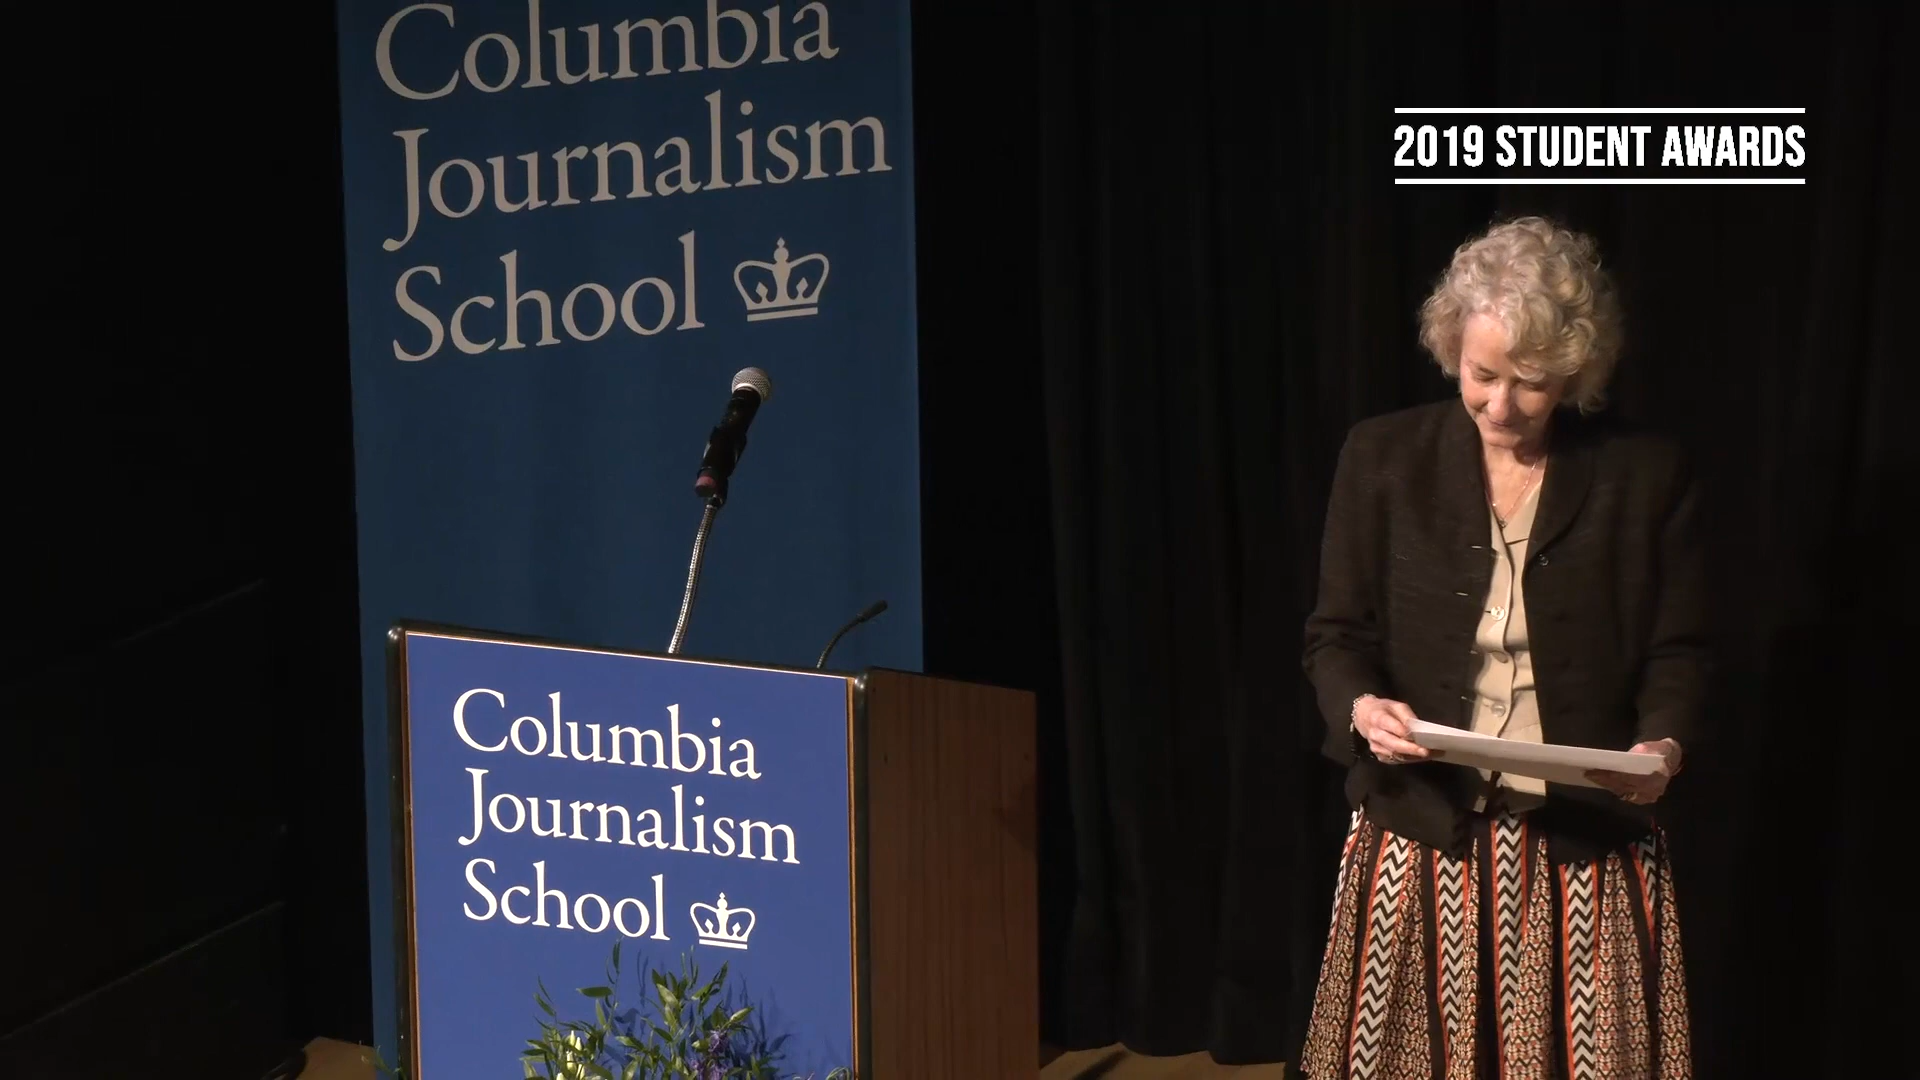 Columbia
Journalism
School
2019 STUDENT AWARDS
Columbia
Journalism
School